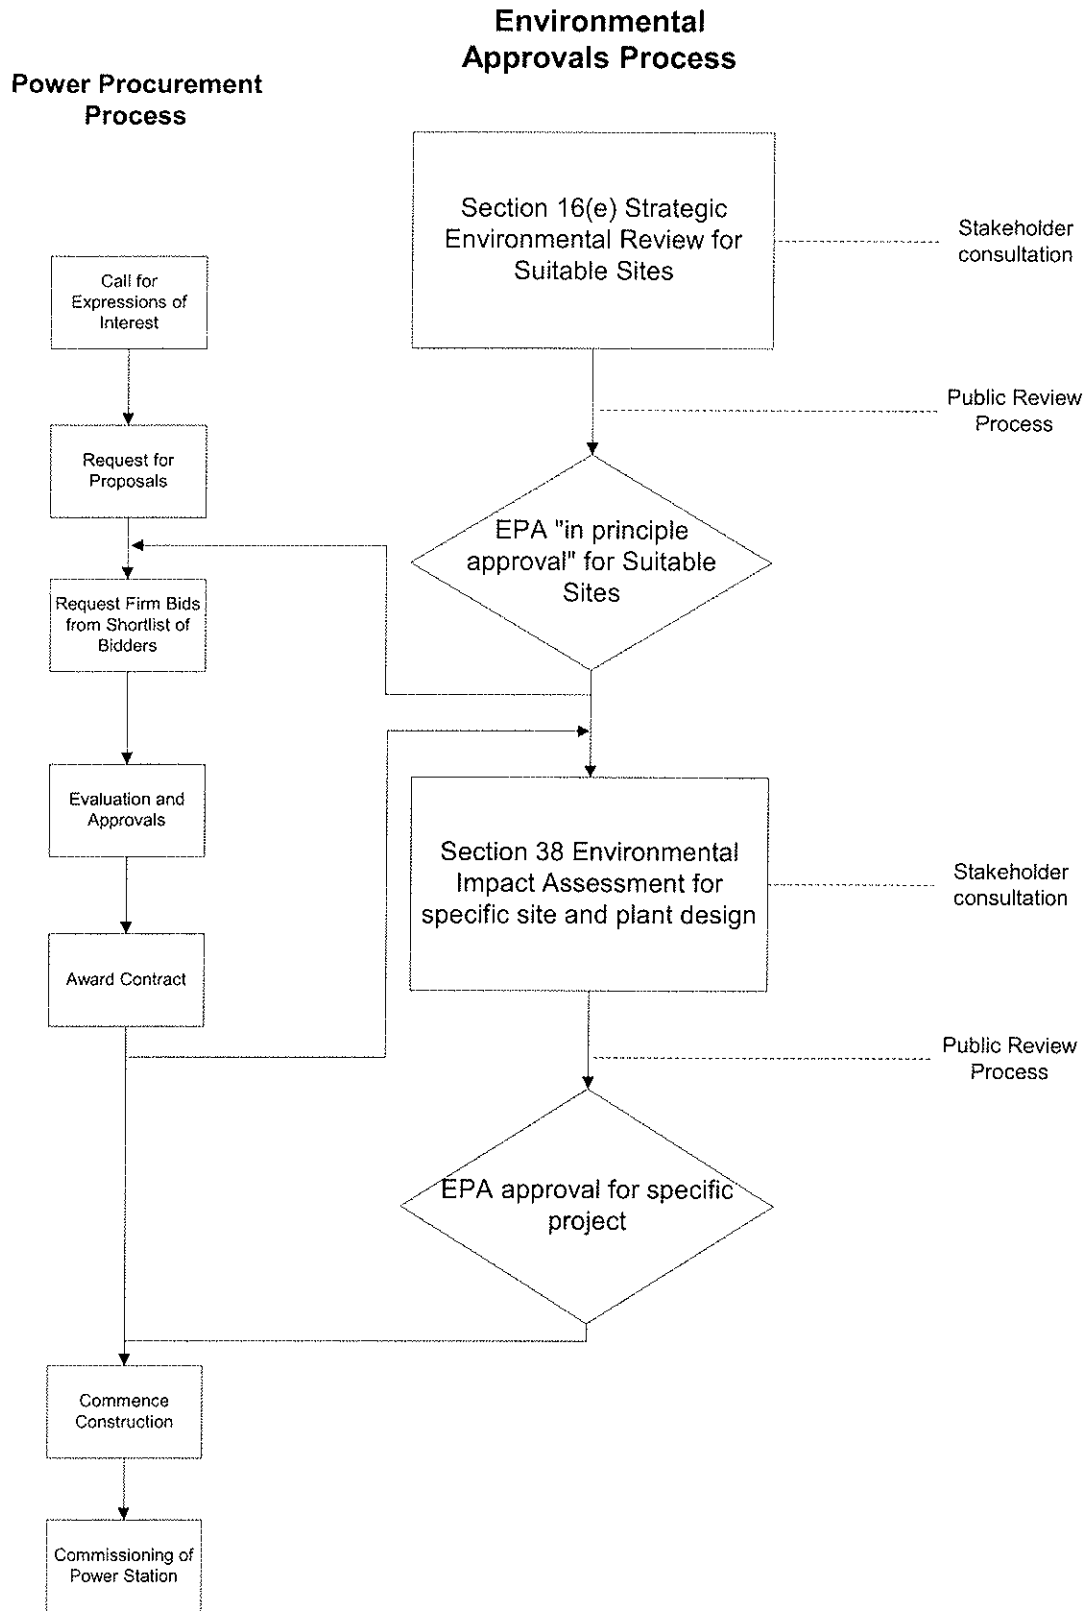 Environmental
Approvals Process
Power Procurement
Process
Section 16(e) Strategic
Environmental Review for
Suitable Sites
Stakeholder
consultation
Call for
Expressions of
Interest
Public Review
Process
Request for
Proposals
EPA "in principle
approval" for Suitable
Sites
Request Firm Bids
from Shortlist of
Bidders
Evaluation and
Approvals
Section 38 Environmental
Impact Assessment for
specific site and plant design
Stakeholder
consultation
Award Contract
Public Review
Process
EPA approval for specific
project
Commence
Construction
Commissioning of
Power Station